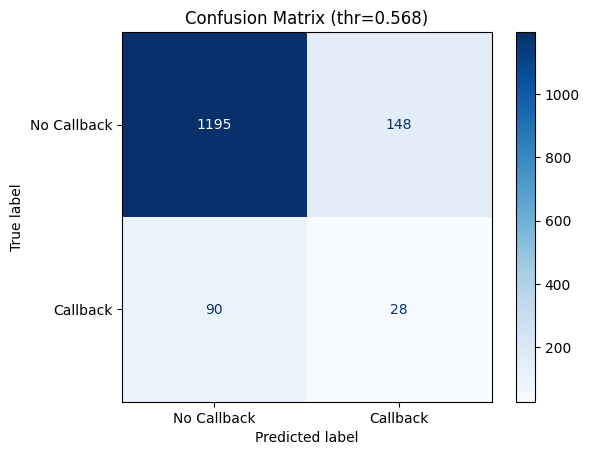 Confusion Matrix (thr=0.568)
No Callback
1195
148
Callback
90
28
No Callback
Callback
Predicted label
True label
1000
800
600
400
200